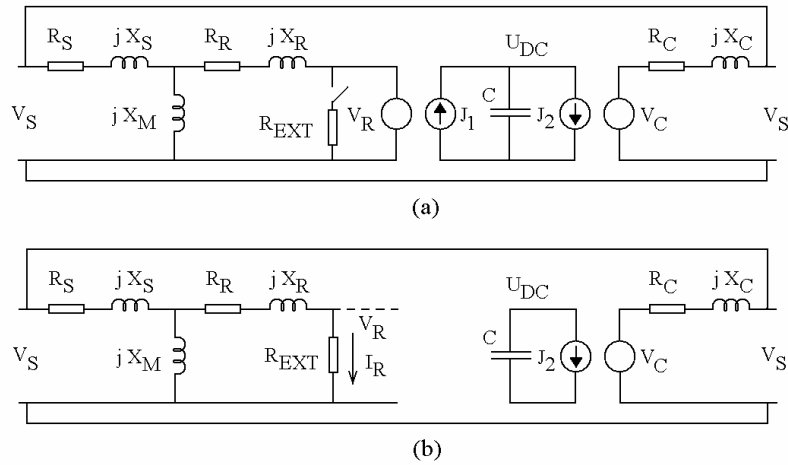 R_S j X_S R_R j X_R U_DC R_C j X_C
V_S j X_M R_EXT V_R J_1 C J_2 V_C V_S
(a)
R_S j X_S R_R j X_R U_DC R_C j X_C
V_S j X_M R_EXT V_R I_R C J_2 V_C V_S
(b)